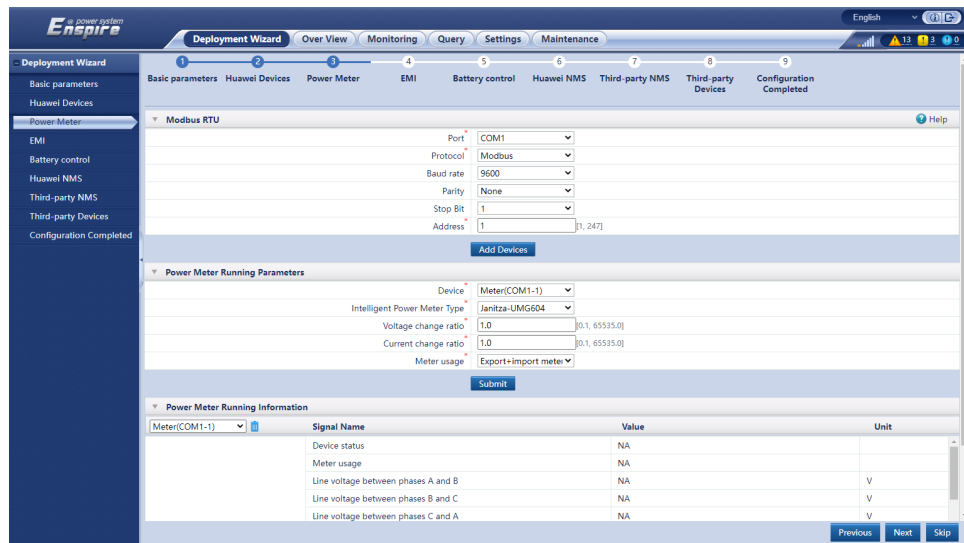 Enspire e power system
English
Deployment Wizard Over View Monitoring Query Settings Maintenance
13 3 0
Deployment Wizard
Basic parameters
Huawei Devices
Power Meter
EMI
Battery control
Huawei NMS
Third-party NMS
Third-party Devices
Configuration Completed
1 2 3 4 5 6 7 8 9
Basic parameters Huawei Devices Power Meter EMI Battery control Huawei NMS Third-party NMS Third-party Devices Configuration Completed
Modbus RTU Help
Port * COM1
Protocol * Modbus
Baud rate 9600
Parity None
Stop Bit 1
Address * 1 [1, 247]
Add Devices
Power Meter Running Parameters
Device * Meter(COM1-1)
Intelligent Power Meter Type * Janitza-UMG604
Voltage change ratio * 1.0 [0.1, 65535.0]
Current change ratio * 1.0 [0.1, 65535.0]
Meter usage * Export+import meter
Submit
Power Meter Running Information
Meter(COM1-1) Signal Name Value Unit
Device status NA
Meter usage NA
Line voltage between phases A and B NA V
Line voltage between phases B and C NA V
Line voltage between phases C and A NA V
Previous Next Skip